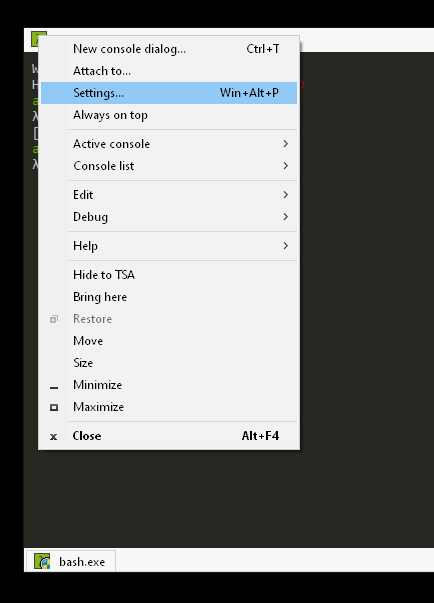 New console dialog... Ctrl+T
Attach to...
Settings... Win+Alt+P
Always on top
Active console
Console list
Edit
Debug
Help
Hide to TSA
Bring here
Restore
Move
Size
Minimize
Maximize
Close Alt+F4
bash.exe